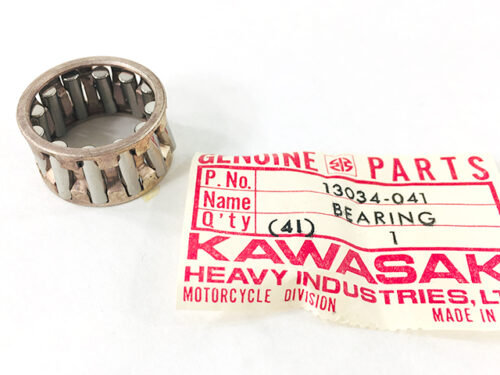 GENUINE PARTS
P. No. 13034-041
Name BEARING
Q'ty (41) 1
KAWASAK
HEAVY INDUSTRIES, LT
MOTORCYCLE DIVISION MADE IN